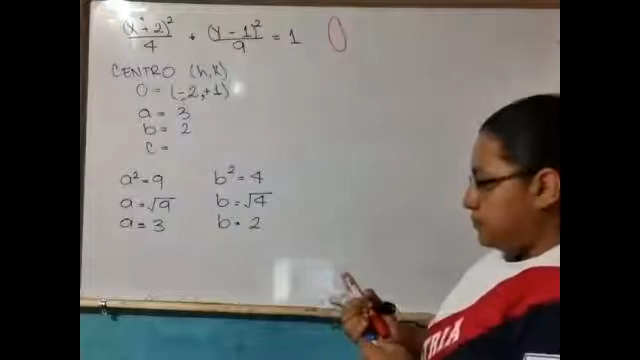 (x + 2)²/4 + (y - 1)²/9 = 1
CENTRO (h, k)
O = (-2, +1)
a = 3
b = 2
c =
a² = 9 b² = 4
a = √9 b = √4
a = 3 b = 2
TRIA